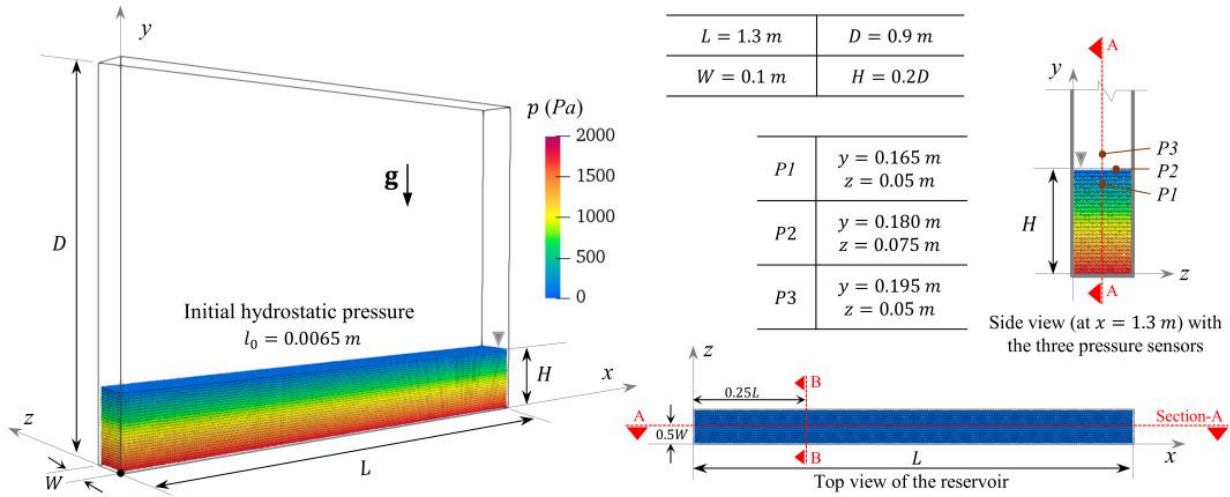 y
D
p (Pa)
2000
1500
1000
500
0
g
Initial hydrostatic pressure
l₀ = 0.0065 m
H
x
z
W
L
L = 1.3 m
D = 0.9 m
W = 0.1 m
H = 0.2D
P1
y = 0.165 m
z = 0.05 m
P2
y = 0.180 m
z = 0.075 m
P3
y = 0.195 m
z = 0.05 m
A
y
P3
P2
P1
H
z
A
Side view (at x = 1.3 m) with
the three pressure sensors
z
B
0.25L
A
Section-A
A
0.5W
B
L
x
Top view of the reservoir